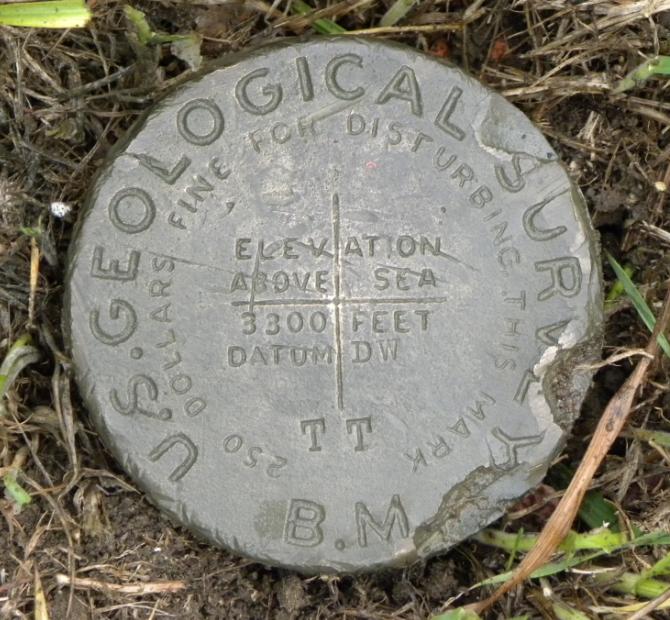 U.S. GEOLOGICAL SURVEY
250 DOLLARS FINE FOR DISTURBING THIS MARK
ELEVATION
ABOVE SEA
3300 FEET
DATUM DW
TT
B.M